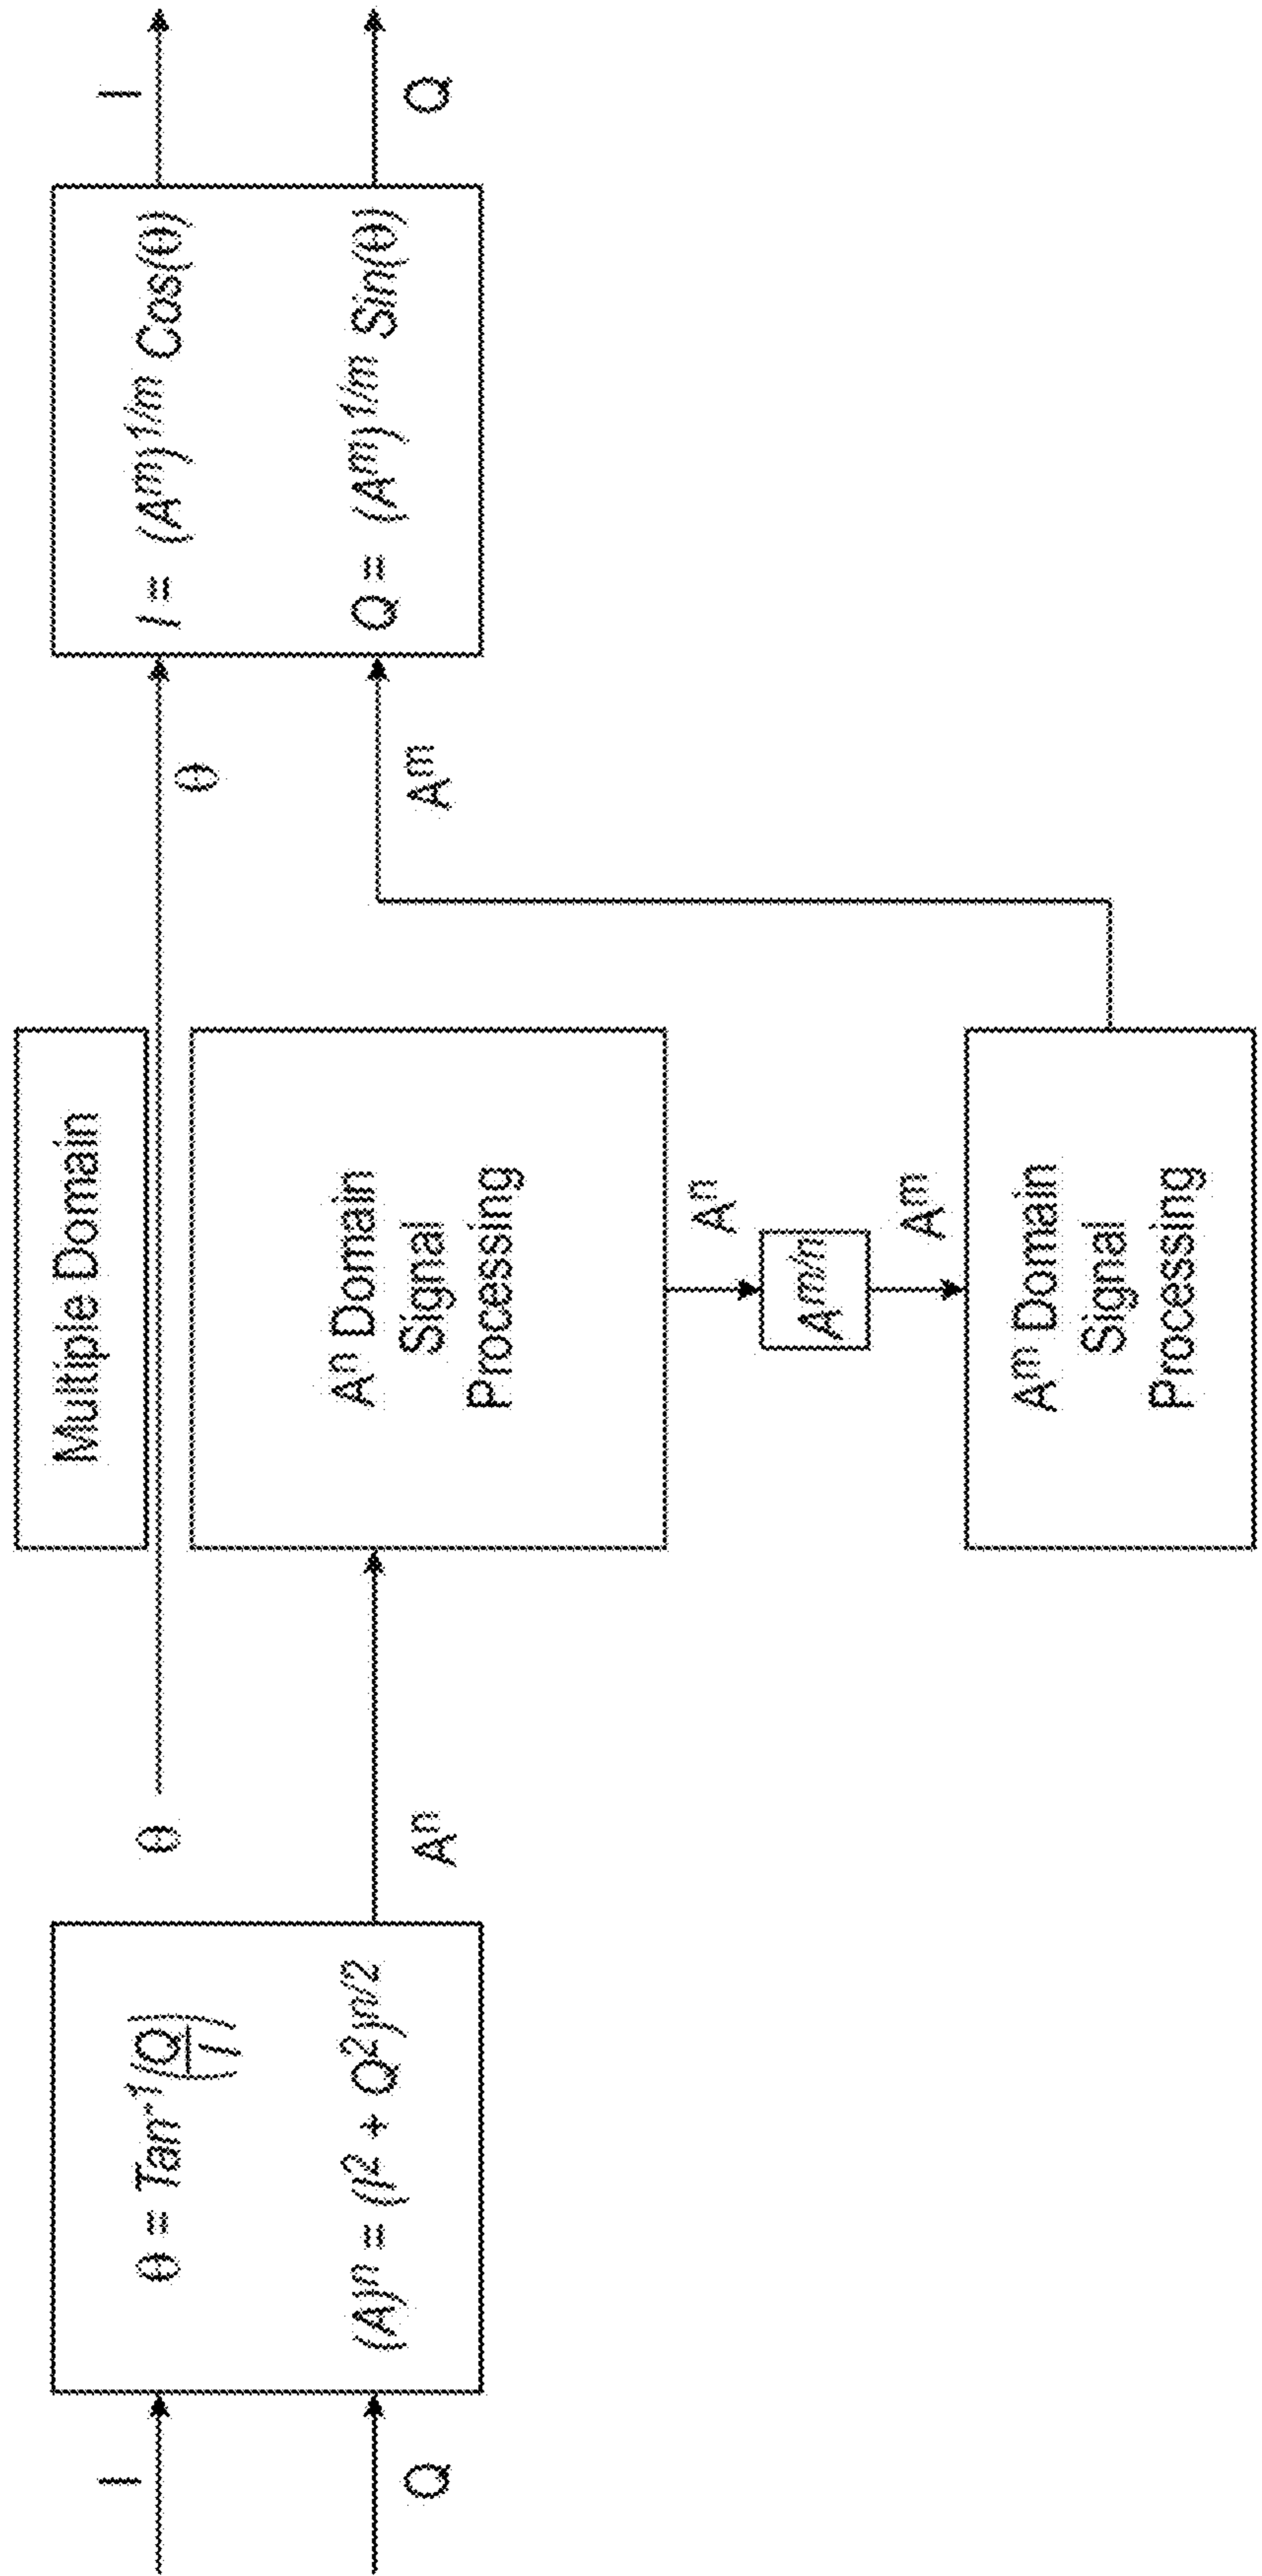 I
Q
θ = Tan⁻¹(Q/I)
(A)ⁿ = (I² + Q²)ⁿ/²
θ
Aⁿ
Multiple Domain
Aⁿ Domain
Signal
Processing
Aⁿ
Aᵐ/ⁿ
Aᵐ
Aᵐ Domain
Signal
Processing
θ
Aᵐ
I = (Aᵐ)¹/ᵐ Cos(θ)
Q = (Aᵐ)¹/ᵐ Sin(θ)
I
Q